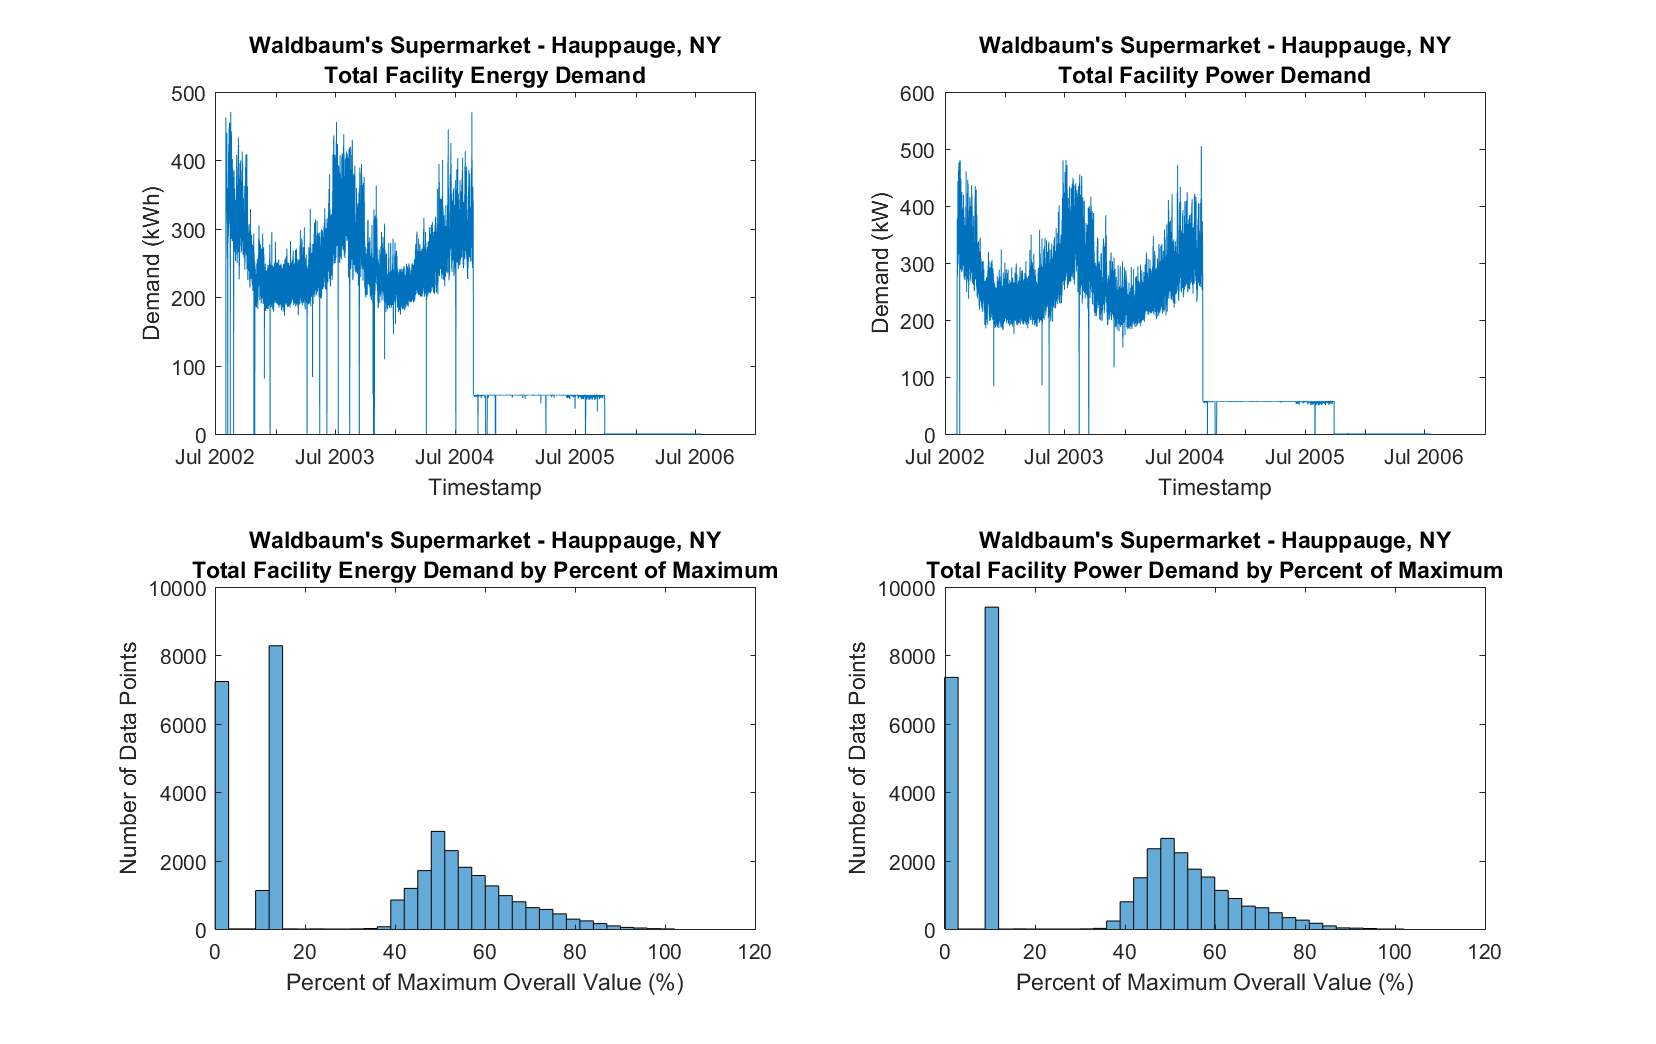 Waldbaum's Supermarket - Hauppauge, NY
Total Facility Energy Demand
500
400
300
200
100
0
Demand (kWh)
Jul 2002 Jul 2003 Jul 2004 Jul 2005 Jul 2006
Timestamp
Waldbaum's Supermarket - Hauppauge, NY
Total Facility Power Demand
600
500
400
300
200
100
0
Demand (kW)
Jul 2002 Jul 2003 Jul 2004 Jul 2005 Jul 2006
Timestamp
Waldbaum's Supermarket - Hauppauge, NY
Total Facility Energy Demand by Percent of Maximum
10000
8000
6000
4000
2000
0
Number of Data Points
0 20 40 60 80 100 120
Percent of Maximum Overall Value (%)
Waldbaum's Supermarket - Hauppauge, NY
Total Facility Power Demand by Percent of Maximum
10000
8000
6000
4000
2000
0
Number of Data Points
0 20 40 60 80 100 120
Percent of Maximum Overall Value (%)